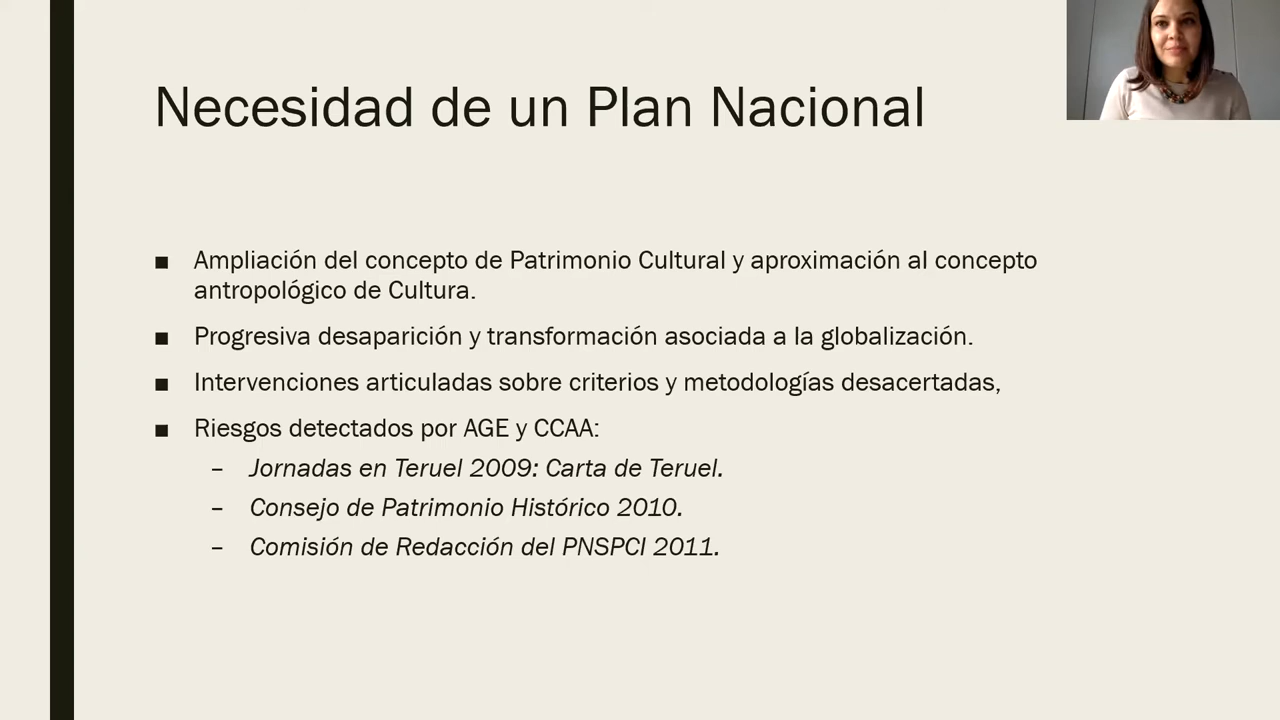 Necesidad de un Plan Nacional
■ Ampliación del concepto de Patrimonio Cultural y aproximación al concepto
antropológico de Cultura.
■ Progresiva desaparición y transformación asociada a la globalización.
■ Intervenciones articuladas sobre criterios y metodologías desacertadas,
■ Riesgos detectados por AGE y CCAA:
– Jornadas en Teruel 2009: Carta de Teruel.
– Consejo de Patrimonio Histórico 2010.
– Comisión de Redacción del PNSPCI 2011.